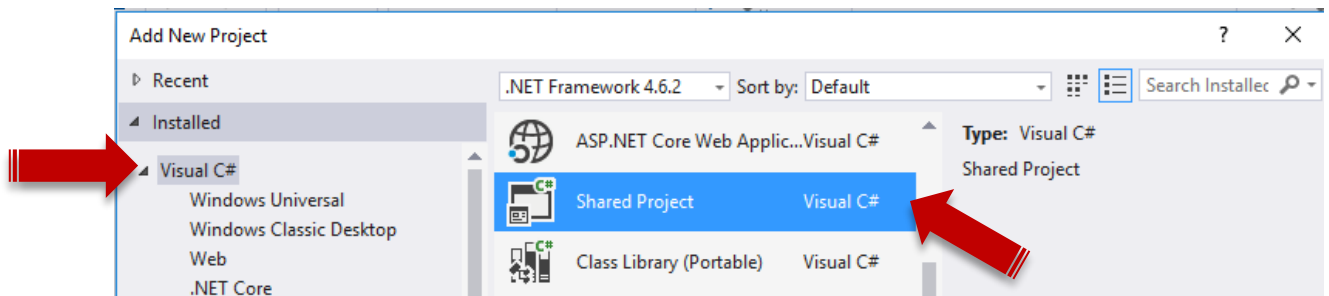 Add New Project ?
Recent
.NET Framework 4.6.2 Sort by: Default Search Installec
Installed
Visual C#
Windows Universal
Windows Classic Desktop
Web
.NET Core
ASP.NET Core Web Applic...Visual C#
C#
Shared Project Visual C#
C#
Class Library (Portable) Visual C#
Type: Visual C#
Shared Project